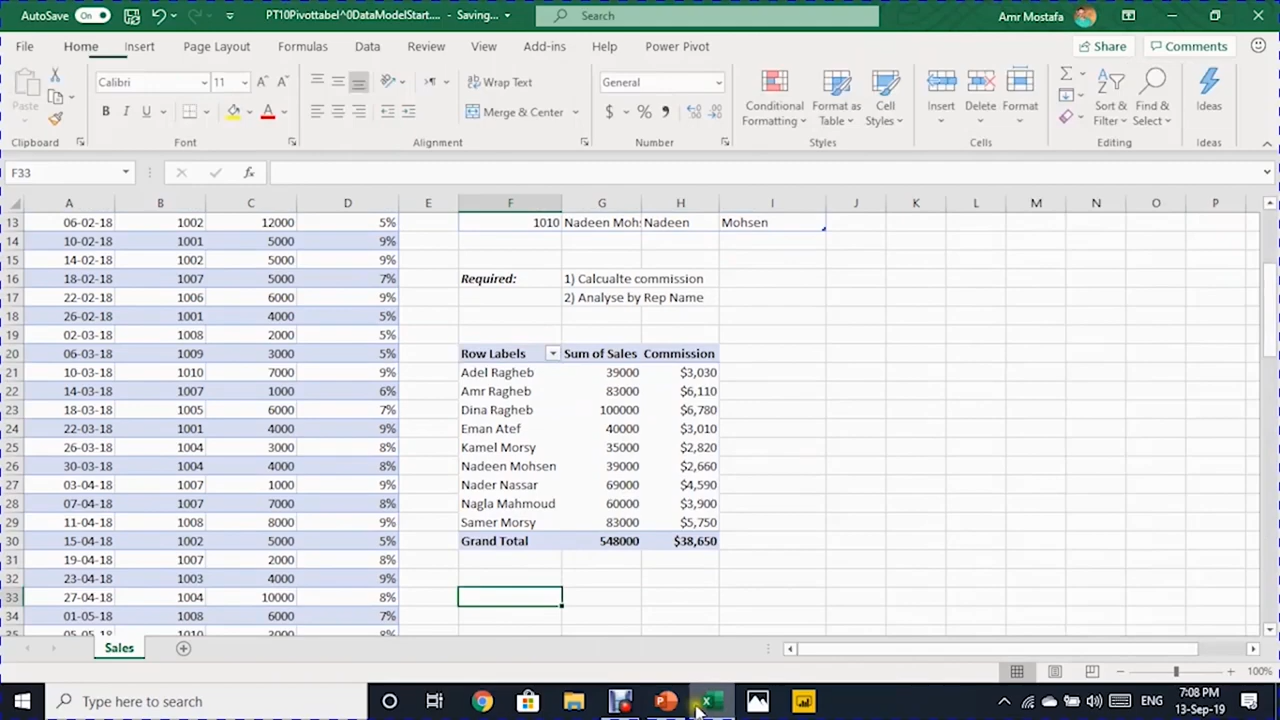 AutoSave On PT10Pivottabel^0DataModelStart.... - Saving... Search Amr Mostafa
File Home Insert Page Layout Formulas Data Review View Add-ins Help Power Pivot Share Comments
Paste Calibri 11 Wrap Text General Conditional Formatting Format as Table Cell Styles Insert Delete Format Sort & Filter Find & Select Ideas
B I U A Merge & Center $ %
Clipboard Font Alignment Number Styles Cells Editing Ideas
F33 fx
A B C D E F G H I J K L M N O P
13 06-02-18 1002 12000 5% 1010 Nadeen Moh Nadeen Mohsen
14 10-02-18 1001 5000 9%
15 14-02-18 1002 5000 9%
16 18-02-18 1007 5000 7% Required: 1) Calcualte commission
17 22-02-18 1006 6000 9% 2) Analyse by Rep Name
18 26-02-18 1001 4000 5%
19 02-03-18 1008 2000 5%
20 06-03-18 1009 3000 5% Row Labels Sum of Sales Commission
21 10-03-18 1010 7000 9% Adel Ragheb 39000 $3,030
22 14-03-18 1007 1000 6% Amr Ragheb 83000 $6,110
23 18-03-18 1005 6000 7% Dina Ragheb 100000 $6,780
24 22-03-18 1001 4000 9% Eman Atef 40000 $3,010
25 26-03-18 1004 3000 8% Kamel Morsy 35000 $2,820
26 30-03-18 1004 4000 8% Nadeen Mohsen 39000 $2,660
27 03-04-18 1007 1000 9% Nader Nassar 69000 $4,590
28 07-04-18 1007 7000 8% Nagla Mahmoud 60000 $3,900
29 11-04-18 1008 8000 9% Samer Morsy 83000 $5,750
30 15-04-18 1002 5000 5% Grand Total 548000 $38,650
31 19-04-18 1007 2000 8%
32 23-04-18 1003 4000 9%
33 27-04-18 1004 10000 8%
34 01-05-18 1008 6000 7%
35 05-05-18 1010 3000 8%
Sales
100%
Type here to search ENG 7:08 PM
13-Sep-19